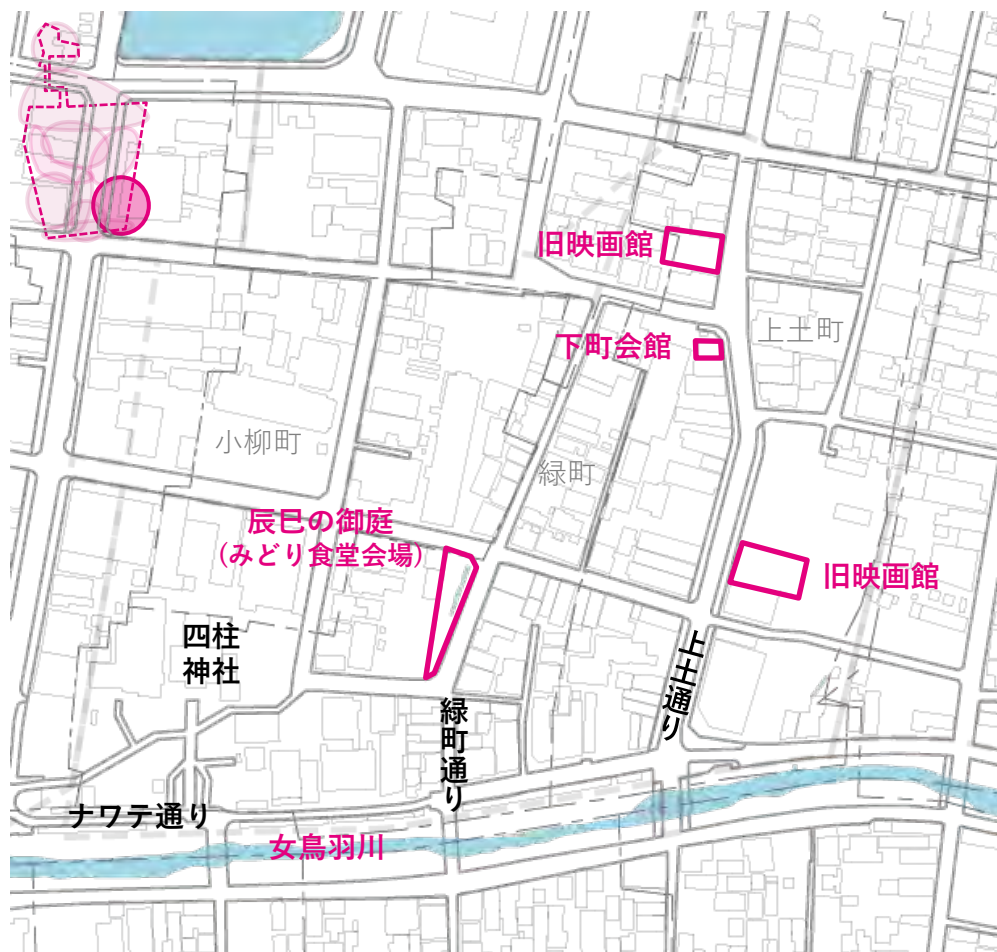 旧映画館
上土町
下町会館
小柳町
緑町
辰巳の御庭
(みどり食堂会場)
旧映画館
四柱
神社
上土通り
緑町通り
ナワテ通り
女鳥羽川